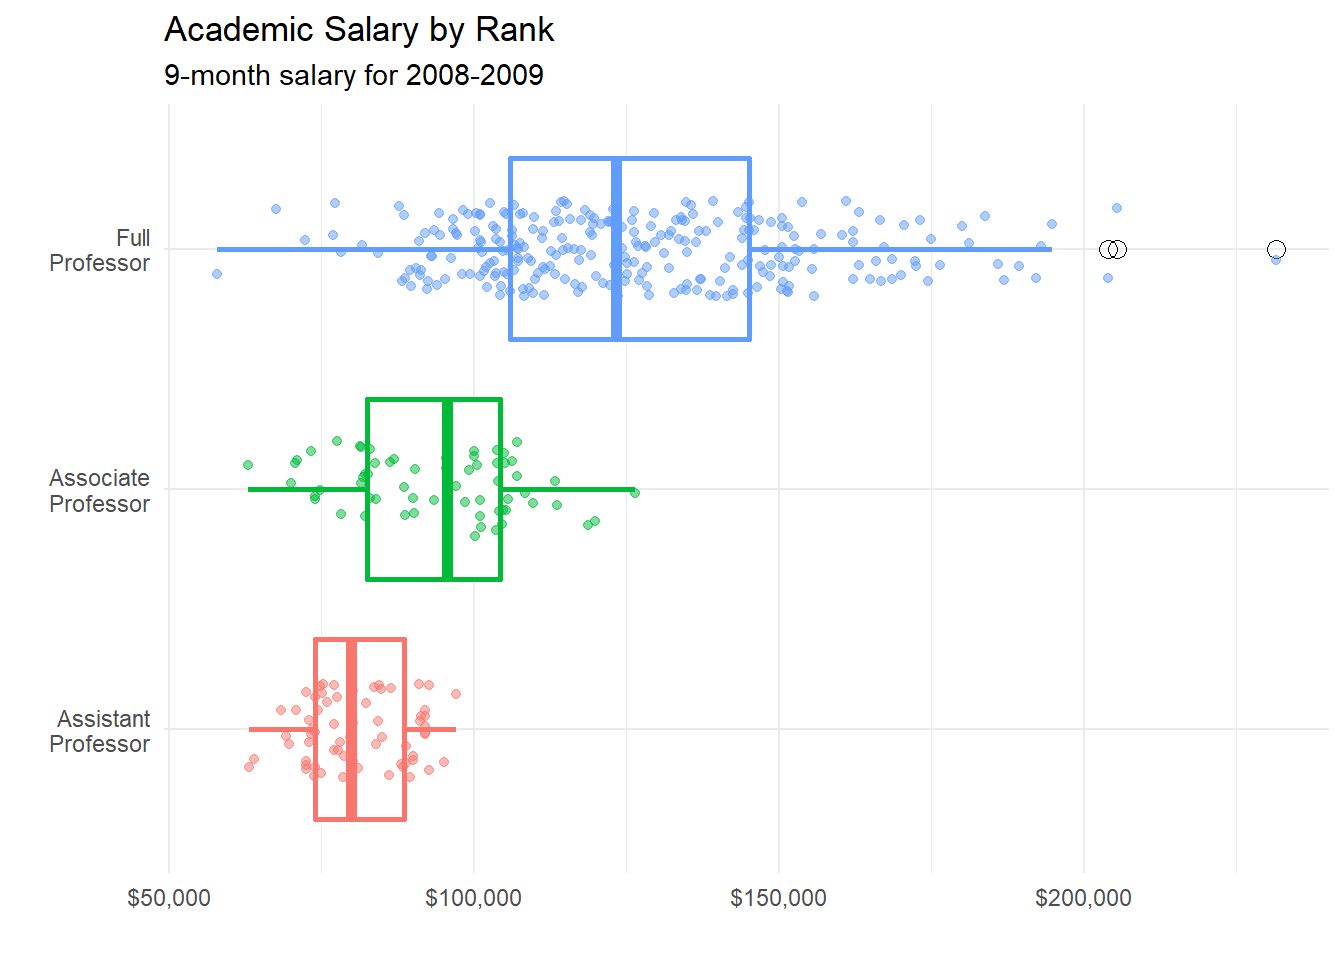 Academic Salary by Rank
9-month salary for 2008-2009
Full
Professor
Associate
Professor
Assistant
Professor
$50,000
$100,000
$150,000
$200,000